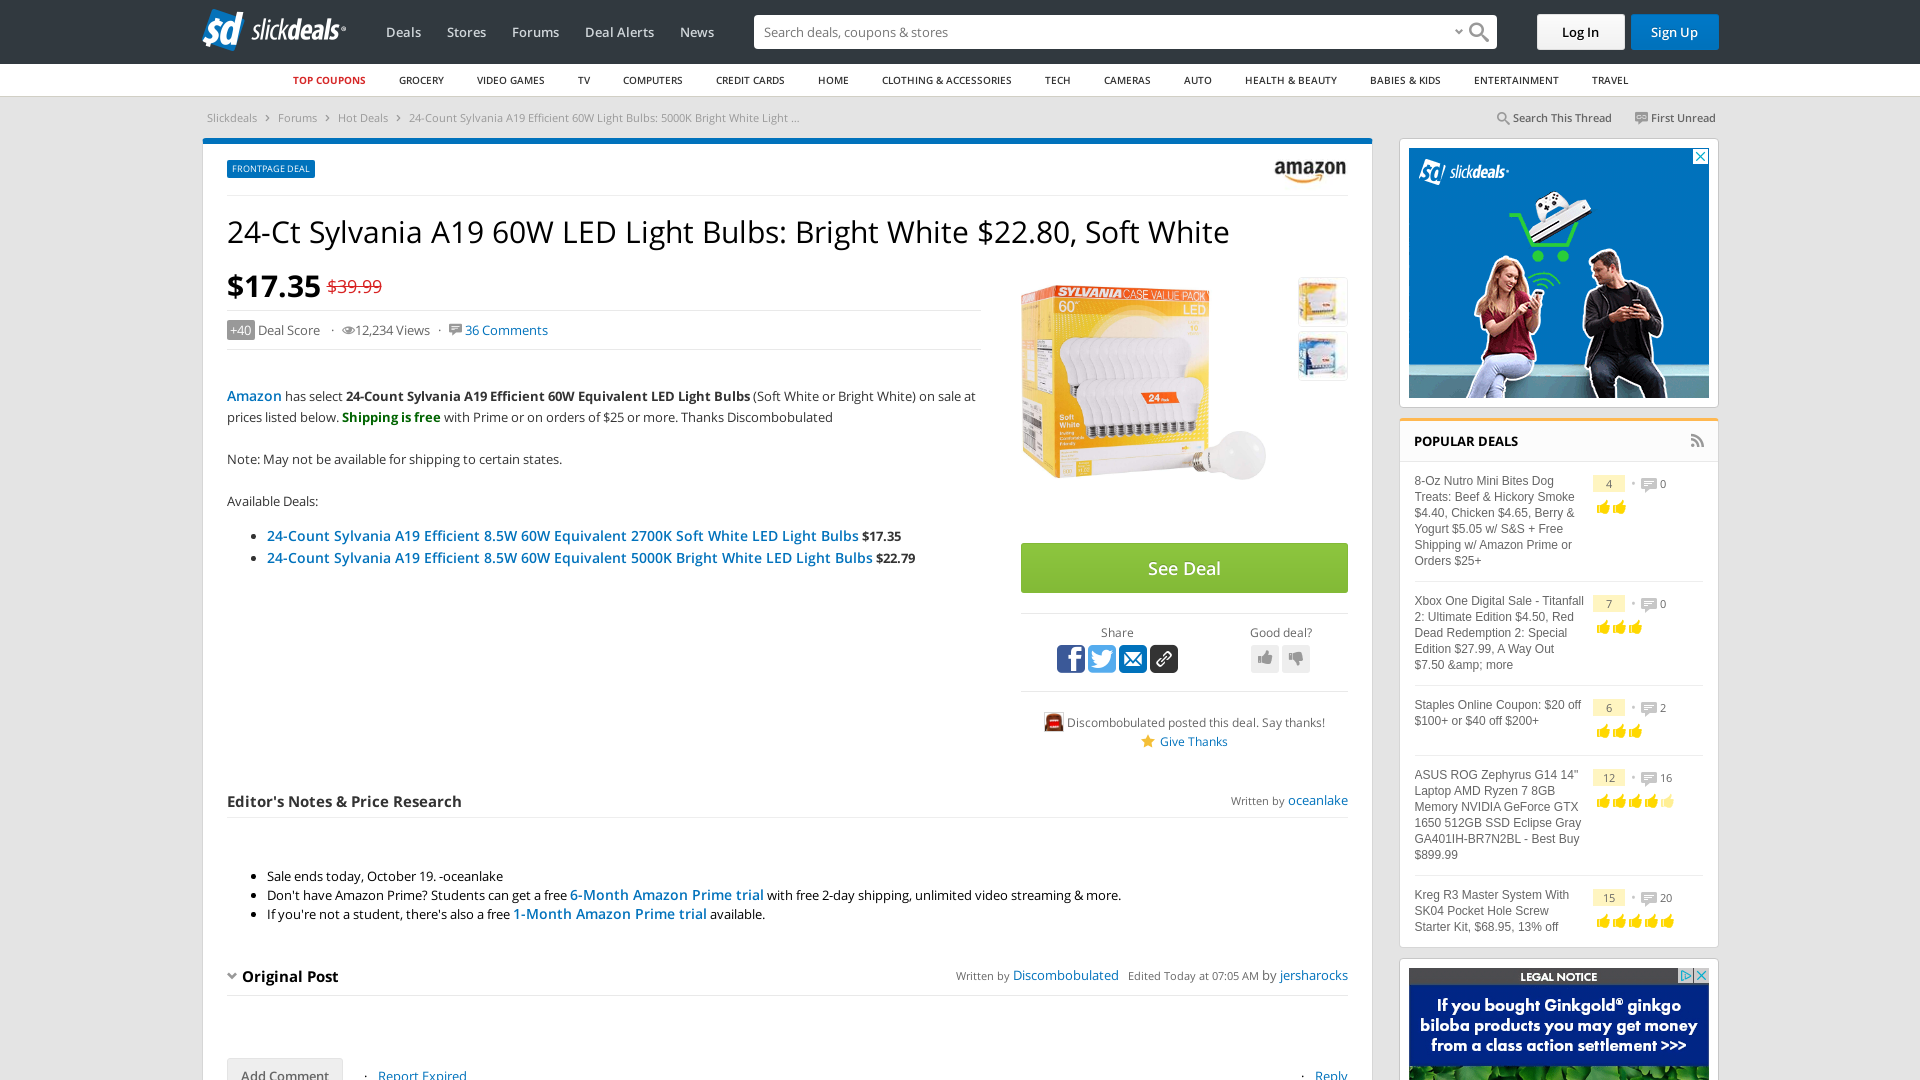 slickdeals
Deals
Stores
Forums
Deal Alerts
News
Search deals, coupons & stores
Log In
Sign Up
TOP COUPONS
GROCERY
VIDEO GAMES
TV
COMPUTERS
CREDIT CARDS
HOME
CLOTHING & ACCESSORIES
TECH
CAMERAS
AUTO
HEALTH & BEAUTY
BABIES & KIDS
ENTERTAINMENT
TRAVEL
Slickdeals > Forums > Hot Deals > 24-Count Sylvania A19 Efficient 60W Light Bulbs: 5000K Bright White Light ...
Search This Thread
First Unread
FRONTPAGE DEAL
amazon
24-Ct Sylvania A19 60W LED Light Bulbs: Bright White $22.80, Soft White
$17.35 $39.99
+40 Deal Score · 12,234 Views · 36 Comments
Amazon has select 24-Count Sylvania A19 Efficient 60W Equivalent LED Light Bulbs (Soft White or Bright White) on sale at
prices listed below. Shipping is free with Prime or on orders of $25 or more. Thanks Discombobulated
Note: May not be available for shipping to certain states.
Available Deals:
24-Count Sylvania A19 Efficient 8.5W 60W Equivalent 2700K Soft White LED Light Bulbs $17.35
24-Count Sylvania A19 Efficient 8.5W 60W Equivalent 5000K Bright White LED Light Bulbs $22.79
SYLVANIA CASE VALUE PACK
60
LED
24
Soft
White
See Deal
Share
Good deal?
Discombobulated posted this deal. Say thanks!
Give Thanks
Editor's Notes & Price Research
Written by oceanlake
Sale ends today, October 19. -oceanlake
Don't have Amazon Prime? Students can get a free 6-Month Amazon Prime trial with free 2-day shipping, unlimited video streaming & more.
If you're not a student, there's also a free 1-Month Amazon Prime trial available.
Original Post
Written by Discombobulated Edited Today at 07:05 AM by jersharocks
Add Comment
· Report Expired
· Reply
slickdeals
POPULAR DEALS
8-Oz Nutro Mini Bites Dog
Treats: Beef & Hickory Smoke
$4.40, Chicken $4.65, Berry &
Yogurt $5.05 w/ S&S + Free
Shipping w/ Amazon Prime or
Orders $25+
4 • 0
Xbox One Digital Sale - Titanfall
2: Ultimate Edition $4.50, Red
Dead Redemption 2: Special
Edition $27.99, A Way Out
$7.50 &amp; more
7 • 0
Staples Online Coupon: $20 off
$100+ or $40 off $200+
6 • 2
ASUS ROG Zephyrus G14 14"
Laptop AMD Ryzen 7 8GB
Memory NVIDIA GeForce GTX
1650 512GB SSD Eclipse Gray
GA401IH-BR7N2BL - Best Buy
$899.99
12 • 16
Kreg R3 Master System With
SK04 Pocket Hole Screw
Starter Kit, $68.95, 13% off
15 • 20
LEGAL NOTICE
If you bought Ginkgold® ginkgo
biloba products you may get money
from a class action settlement >>>